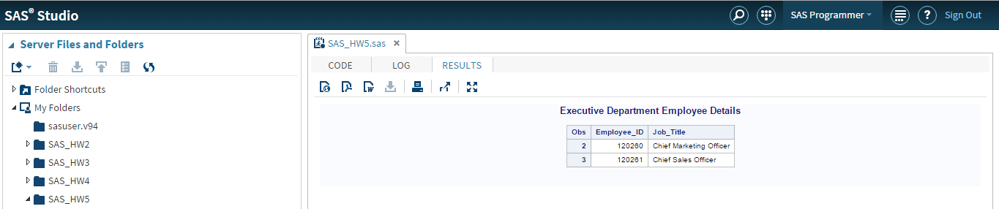 SAS® Studio
SAS Programmer
Sign Out
Server Files and Folders
Folder Shortcuts
My Folders
sasuser.v94
SAS_HW2
SAS_HW3
SAS_HW4
SAS_HW5
SAS_HW5.sas
CODE LOG RESULTS
Executive Department Employee Details
Obs Employee_ID Job_Title
2 120260 Chief Marketing Officer
3 120261 Chief Sales Officer